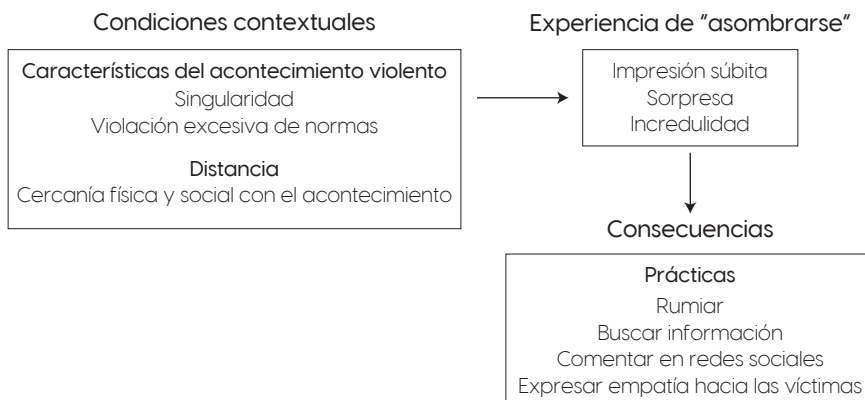 Condiciones contextuales
Características del acontecimiento violento
Singularidad
Violación excesiva de normas
Distancia
Cercanía física y social con el acontecimiento
Experiencia de “asombrarse”
Impresión súbita
Sorpresa
Incredulidad
Consecuencias
Prácticas
Rumiar
Buscar información
Comentar en redes sociales
Expresar empatía hacia las víctimas